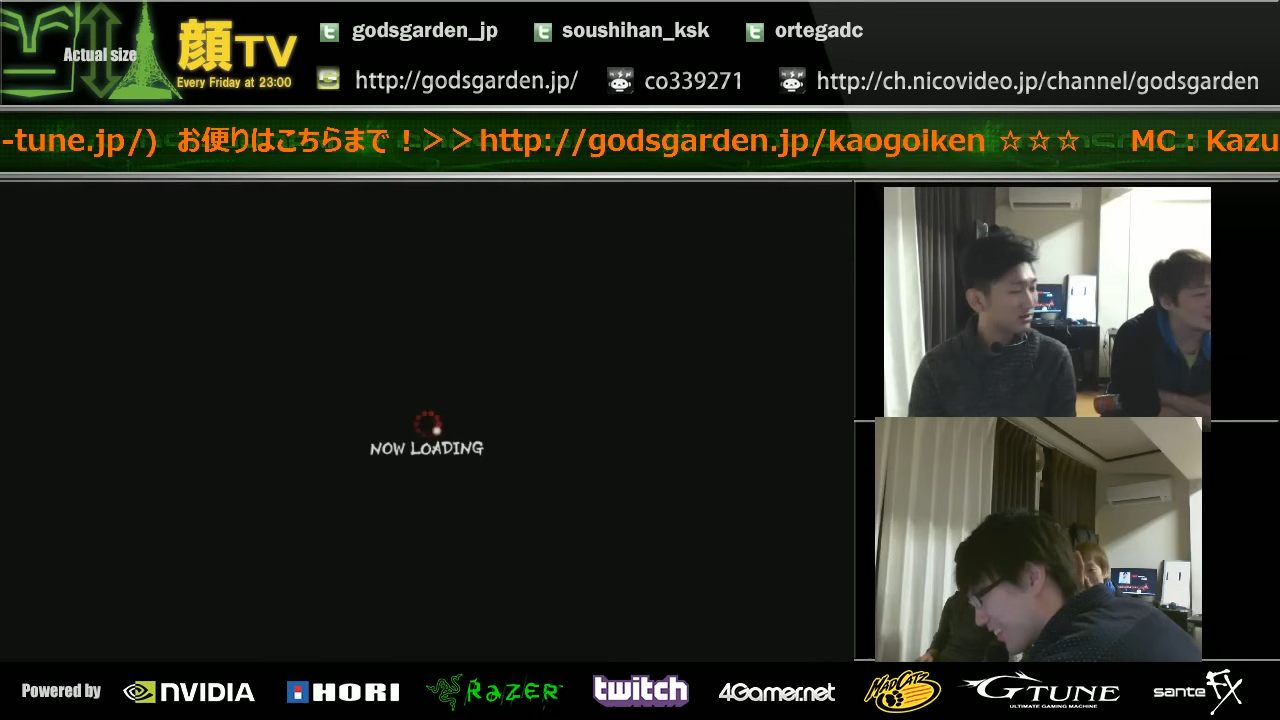 Actual size
顔TV
Every Friday at 23:00
godsgarden_jp
soushihan_ksk
ortegadc
http://godsgarden.jp/
co339271
http://ch.nicovideo.jp/channel/godsgarden
-tune.jp/) お便りはこちらまで！＞＞http://godsgarden.jp/kaogoiken ☆☆☆ MC：Kazu
NOW LOADING
Powered by
NVIDIA
HORI
RAZER
twitch
4Gamer.net
MAD CATZ
G TUNE
ULTIMATE GAMING MACHINE
sante FX